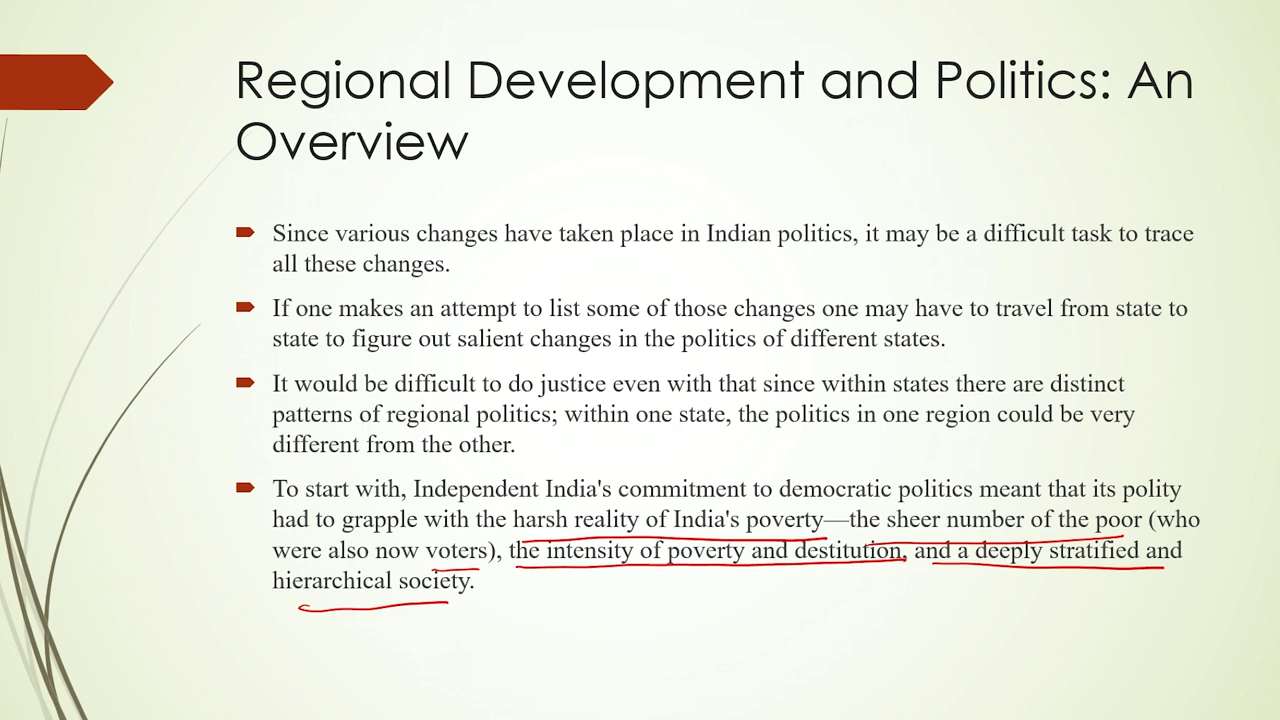 Regional Development and Politics: An
Overview
Since various changes have taken place in Indian politics, it may be a difficult task to trace
all these changes.
If one makes an attempt to list some of those changes one may have to travel from state to
state to figure out salient changes in the politics of different states.
It would be difficult to do justice even with that since within states there are distinct
patterns of regional politics; within one state, the politics in one region could be very
different from the other.
To start with, Independent India's commitment to democratic politics meant that its polity
had to grapple with the harsh reality of India's poverty—the sheer number of the poor (who
were also now voters), the intensity of poverty and destitution, and a deeply stratified and
hierarchical society.